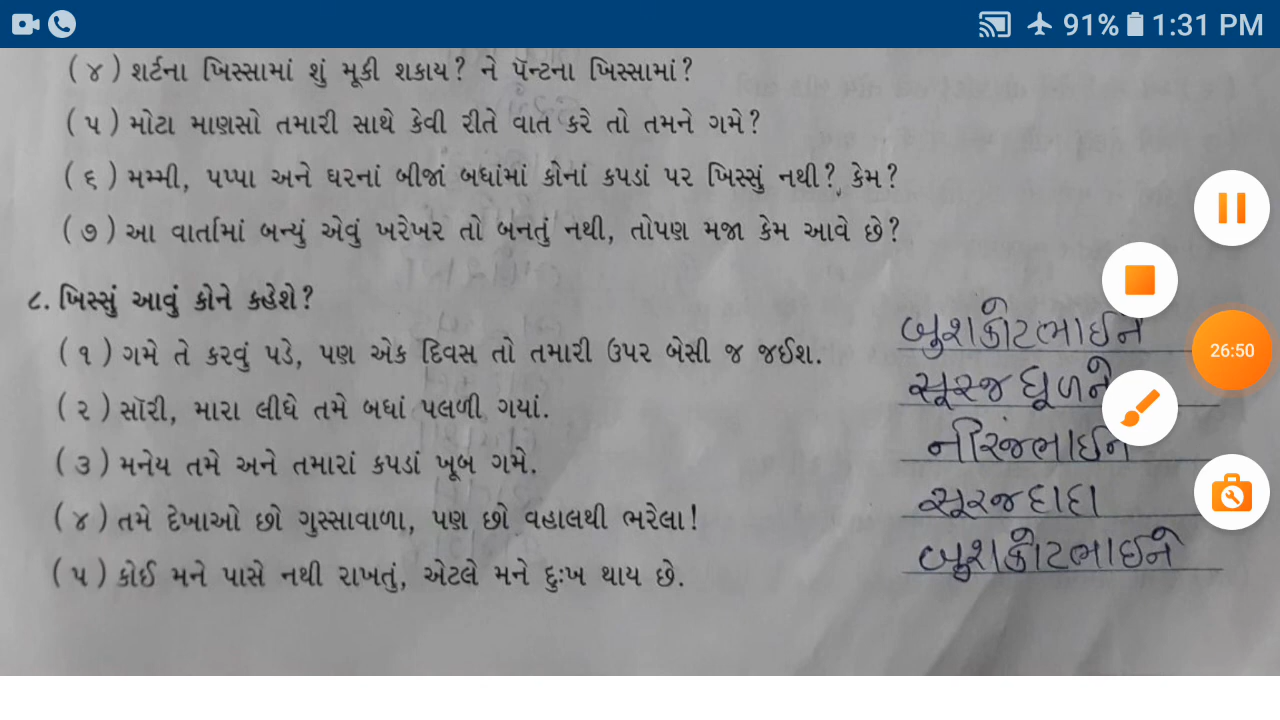 91% 1:31 PM
(૪) શર્ટના ખિસ્સામાં શું મૂકી શકાય? ને પૅન્ટના ખિસ્સામાં?
(૫) મોટા માણસો તમારી સાથે કેવી રીતે વાત કરે તો તમને ગમે?
(૬) મમ્મી, પપ્પા અને ઘરનાં બીજાં બધાંમાં કોનાં કપડાં પર ખિસ્સું નથી? કેમ?
(૭) આ વાર્તામાં બન્યું એવું ખરેખર તો બનતું નથી, તોપણ મજા કેમ આવે છે?
૮. ખિસ્સું આવું કોને કહેશે?
(૧) ગમે તે કરવું પડે, પણ એક દિવસ તો તમારી ઉપર બેસી જ જઈશ. બુશકોટભાઈને
(૨) સૉરી, મારા લીધે તમે બધાં પલળી ગયાં. સૂરજ ધૂળને
(૩) મનેય તમે અને તમારાં કપડાં ખૂબ ગમે. નીરજભાઈને
(૪) તમે દેખાઓ છો ગુસ્સાવાળા, પણ છો વહાલથી ભરેલા! સૂરજદાદા
(૫) કોઈ મને પાસે નથી રાખતું, એટલે મને દુઃખ થાય છે. બુશકોટભાઈને
26:50